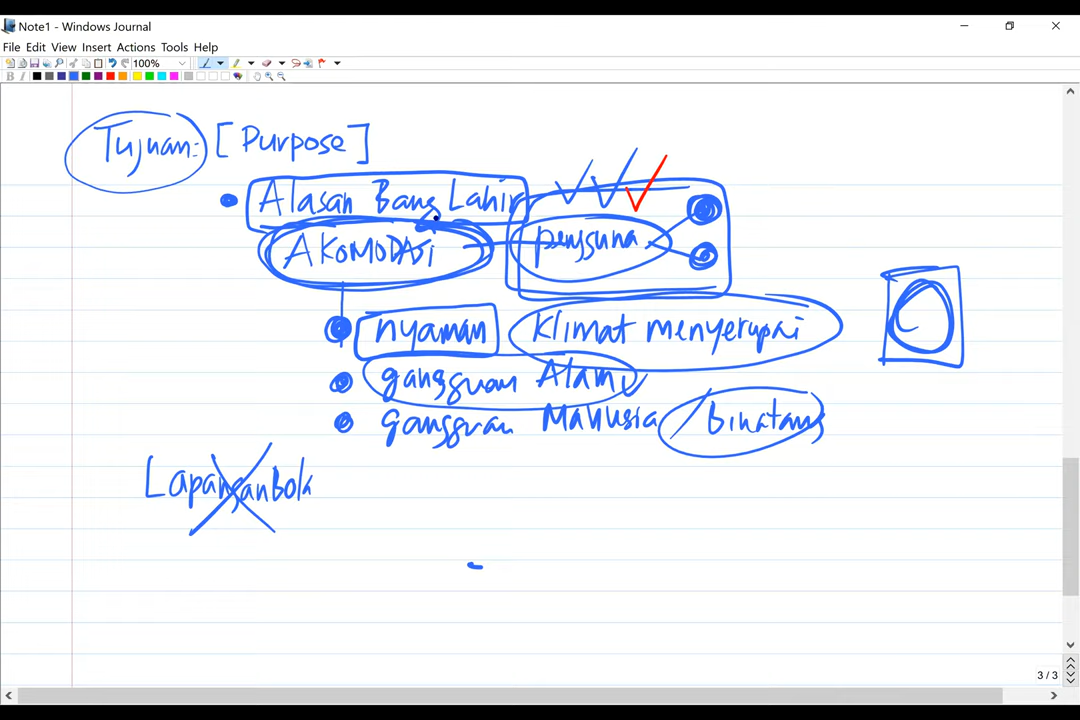 Note1 - Windows Journal
File Edit View Insert Actions Tools Help
100%
B I
Tujuan: [Purpose]
Alasan Bang Lahir
AKOMODASi pengguna
nyaman Klimat menyerupai
gangguan Alam
gangguan Manusia / Binatang
Lapangan Bola
3 / 3